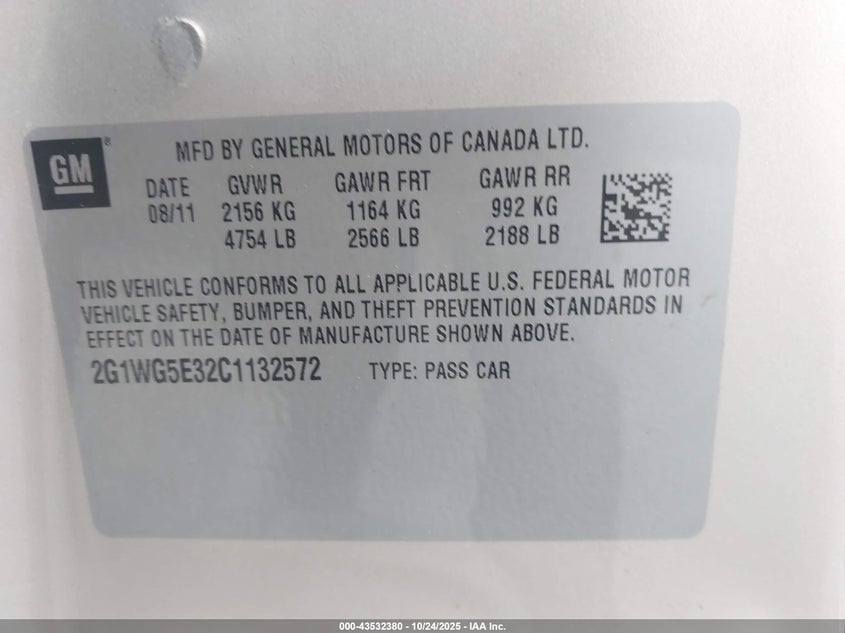 GM ®
MFD BY GENERAL MOTORS OF CANADA LTD.
DATE GVWR GAWR FRT GAWR RR
08/11 2156 KG 1164 KG 992 KG
4754 LB 2566 LB 2188 LB
THIS VEHICLE CONFORMS TO ALL APPLICABLE U.S. FEDERAL MOTOR
VEHICLE SAFETY, BUMPER, AND THEFT PREVENTION STANDARDS IN
EFFECT ON THE DATE OF MANUFACTURE SHOWN ABOVE.
2G1WG5E32C1132572 TYPE: PASS CAR
000-43532380 - 10/24/2025 - IAA Inc.